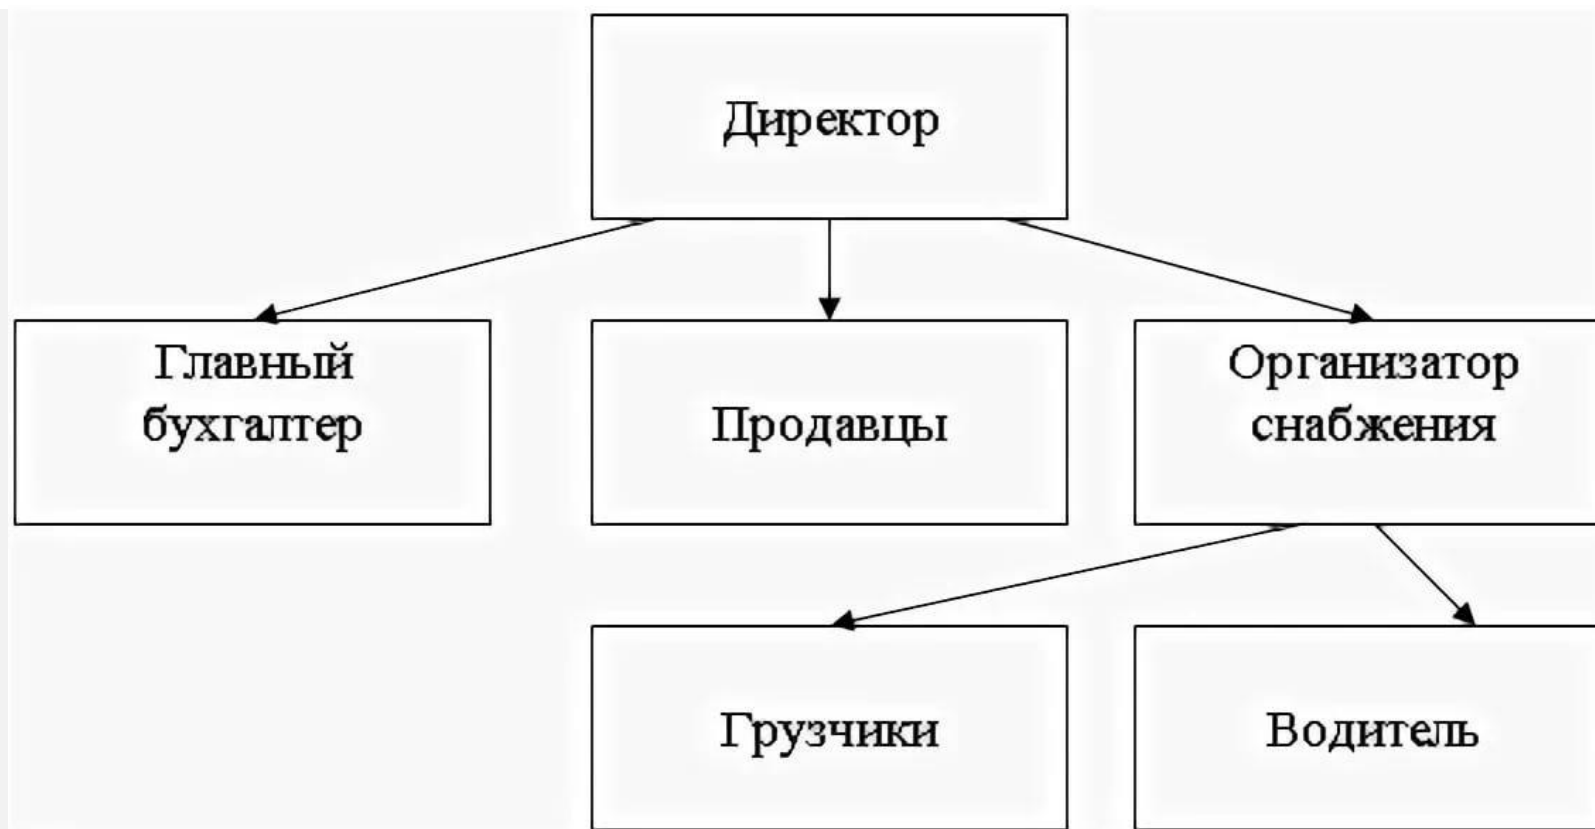 Директор
Главный
бухгалтер
Продавцы
Организатор
снабжения
Грузчики
Водитель